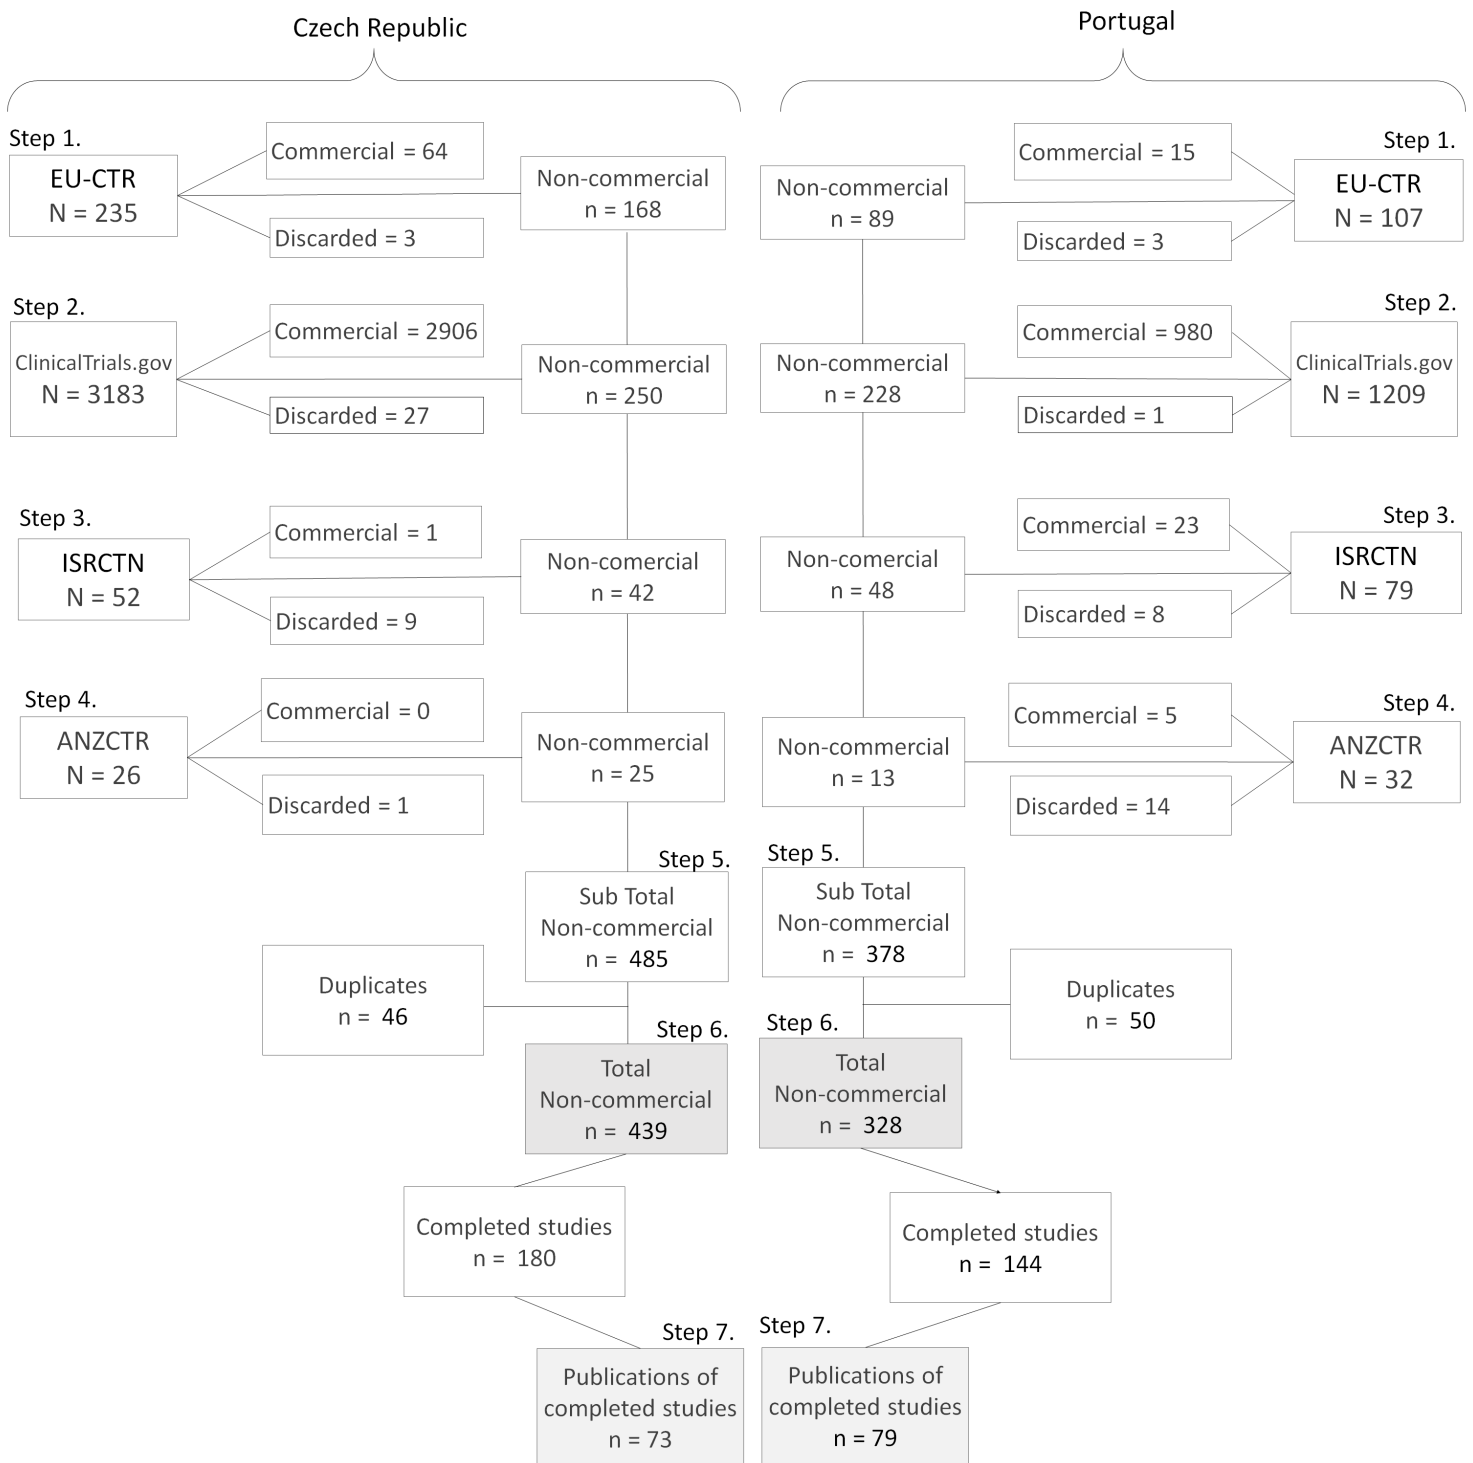 Czech Republic
Step 1.
EU-CTR
N = 235
Commercial = 64
Discarded = 3
Non-commercial
n = 168
Step 2.
ClinicalTrials.gov
N = 3183
Commercial = 2906
Discarded = 27
Non-commercial
n = 250
Step 3.
ISRCTN
N = 52
Commercial = 1
Discarded = 9
Non-comercial
n = 42
Step 4.
ANZCTR
N = 26
Commercial = 0
Discarded = 1
Non-commercial
n = 25
Step 5.
Sub Total
Non-commercial
n = 485
Duplicates
n = 46
Step 6.
Total
Non-commercial
n = 439
Completed studies
n = 180
Step 7.
Publications of
completed studies
n = 73
Portugal
Step 1.
EU-CTR
N = 107
Commercial = 15
Discarded = 3
Non-commercial
n = 89
Step 2.
ClinicalTrials.gov
N = 1209
Commercial = 980
Discarded = 1
Non-commercial
n = 228
Step 3.
ISRCTN
N = 79
Commercial = 23
Discarded = 8
Non-comercial
n = 48
Step 4.
ANZCTR
N = 32
Commercial = 5
Discarded = 14
Non-commercial
n = 13
Step 5.
Sub Total
Non-commercial
n = 378
Duplicates
n = 50
Step 6.
Total
Non-commercial
n = 328
Completed studies
n = 144
Step 7.
Publications of
completed studies
n = 79